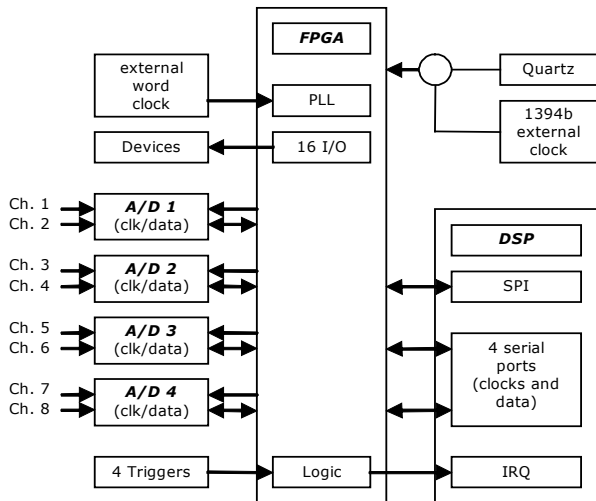 FPGA
external
word
clock
PLL
Quartz
1394b
external
clock
Devices
16 I/O
Ch. 1
Ch. 2
A/D 1
(clk/data)
Ch. 3
Ch. 4
A/D 2
(clk/data)
Ch. 5
Ch. 6
A/D 3
(clk/data)
Ch. 7
Ch. 8
A/D 4
(clk/data)
DSP
SPI
4 serial
ports
(clocks and
data)
4 Triggers
Logic
IRQ